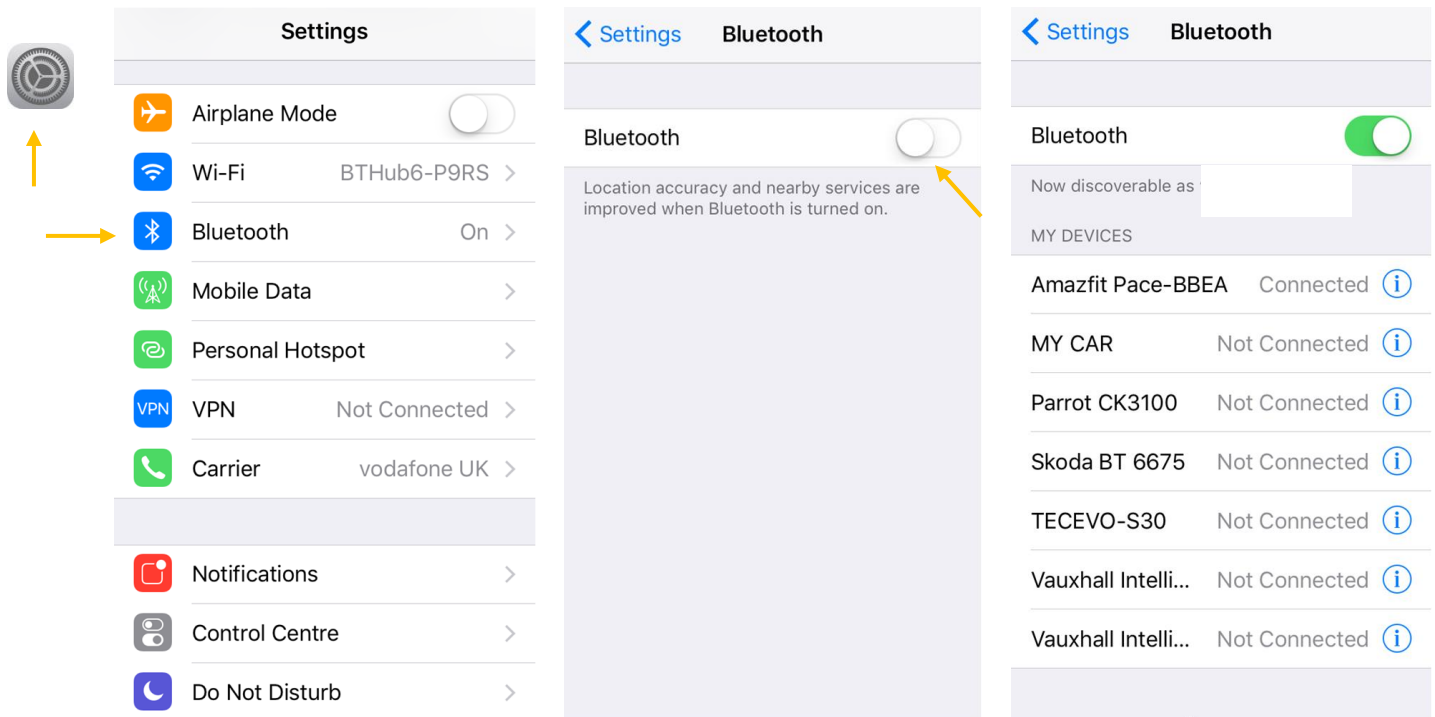 Settings
Airplane Mode
Wi-Fi BTHub6-P9RS
Bluetooth On
Mobile Data
Personal Hotspot
VPN VPN Not Connected
Carrier vodafone UK
Notifications
Control Centre
Do Not Disturb
Settings Bluetooth
Bluetooth
Location accuracy and nearby services are
improved when Bluetooth is turned on.
Settings Bluetooth
Bluetooth
Now discoverable as
MY DEVICES
Amazfit Pace-BBEA Connected i
MY CAR Not Connected i
Parrot CK3100 Not Connected i
Skoda BT 6675 Not Connected i
TECEVO-S30 Not Connected i
Vauxhall Intelli... Not Connected i
Vauxhall Intelli... Not Connected i